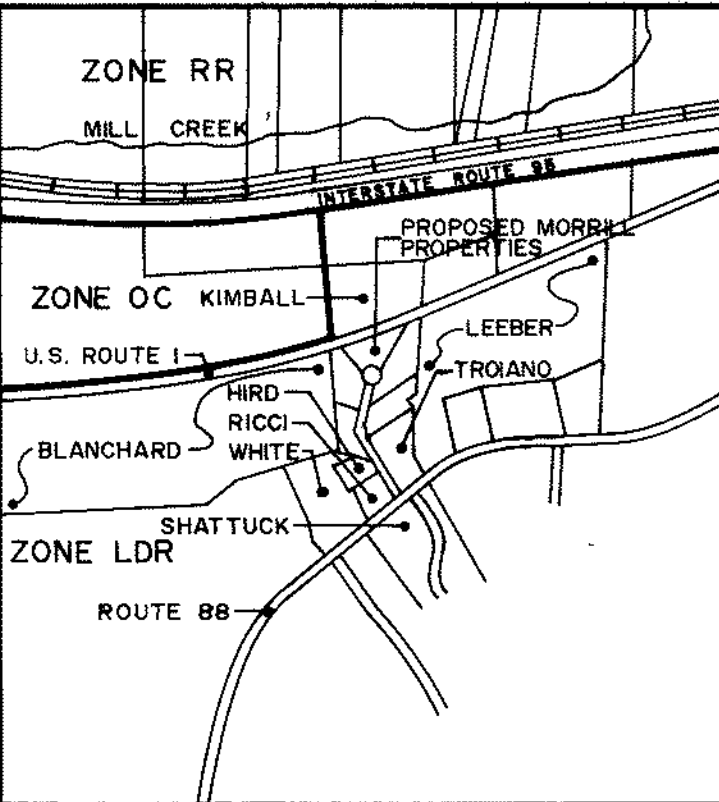 ZONE RR
MILL CREEK
INTERSTATE ROUTE 95
PROPOSED MORRILL
PROPERTIES
ZONE OC
KIMBALL
LEEBER
U.S. ROUTE 1
TROIANO
HIRD
RICCI
BLANCHARD
WHITE
SHATTUCK
ZONE LDR
ROUTE 88